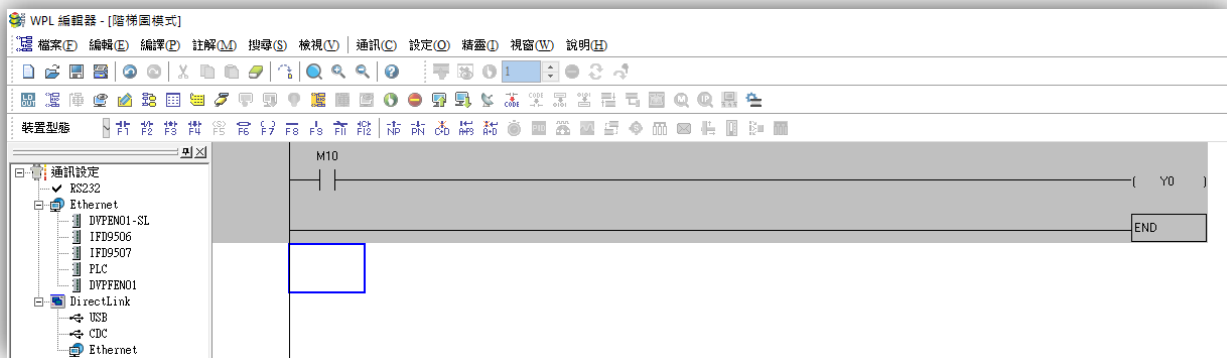 WPL 編輯器 - [階梯圖模式]
檔案(F) 編輯(E) 編譯(P) 註解(M) 搜尋(S) 檢視(V) 通訊(C) 設定(O) 精靈(I) 視窗(W) 說明(H)
1
CODE CODE
裝置型態 F1 F2 F3 F4 F5 F6 F7 F8 F9 F11 F12 NP PN
通訊設定
RS232
Ethernet
DVPEN01-SL
IFD9506
IFD9507
PLC
DVPFEN01
DirectLink
USB
CDC
Ethernet
M10
Y0
END